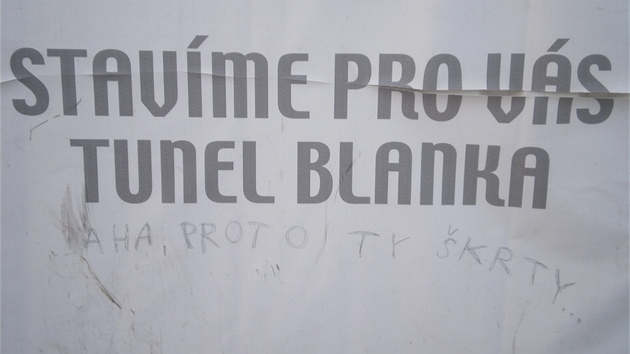 STAVÍME PRO VÁS
TUNEL BLANKA
AHA, PROTO) TY ŠKRTY...